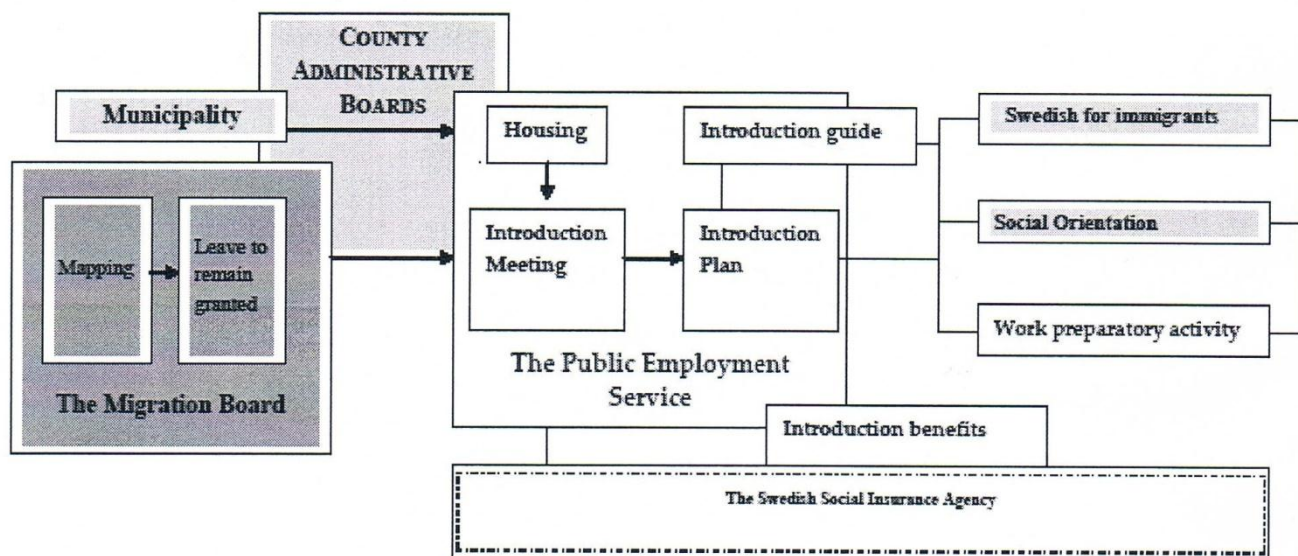 COUNTY
ADMINISTRATIVE
BOARDS
Municipality
Housing
Introduction guide
Swedish for immigrants
Mapping
Leave to
remain
granted
Introduction
Meeting
Introduction
Plan
Social Orientation
Work preparatory activity
The Migration Board
The Public Employment
Service
Introduction benefits
The Swedish Social Insurance Agency